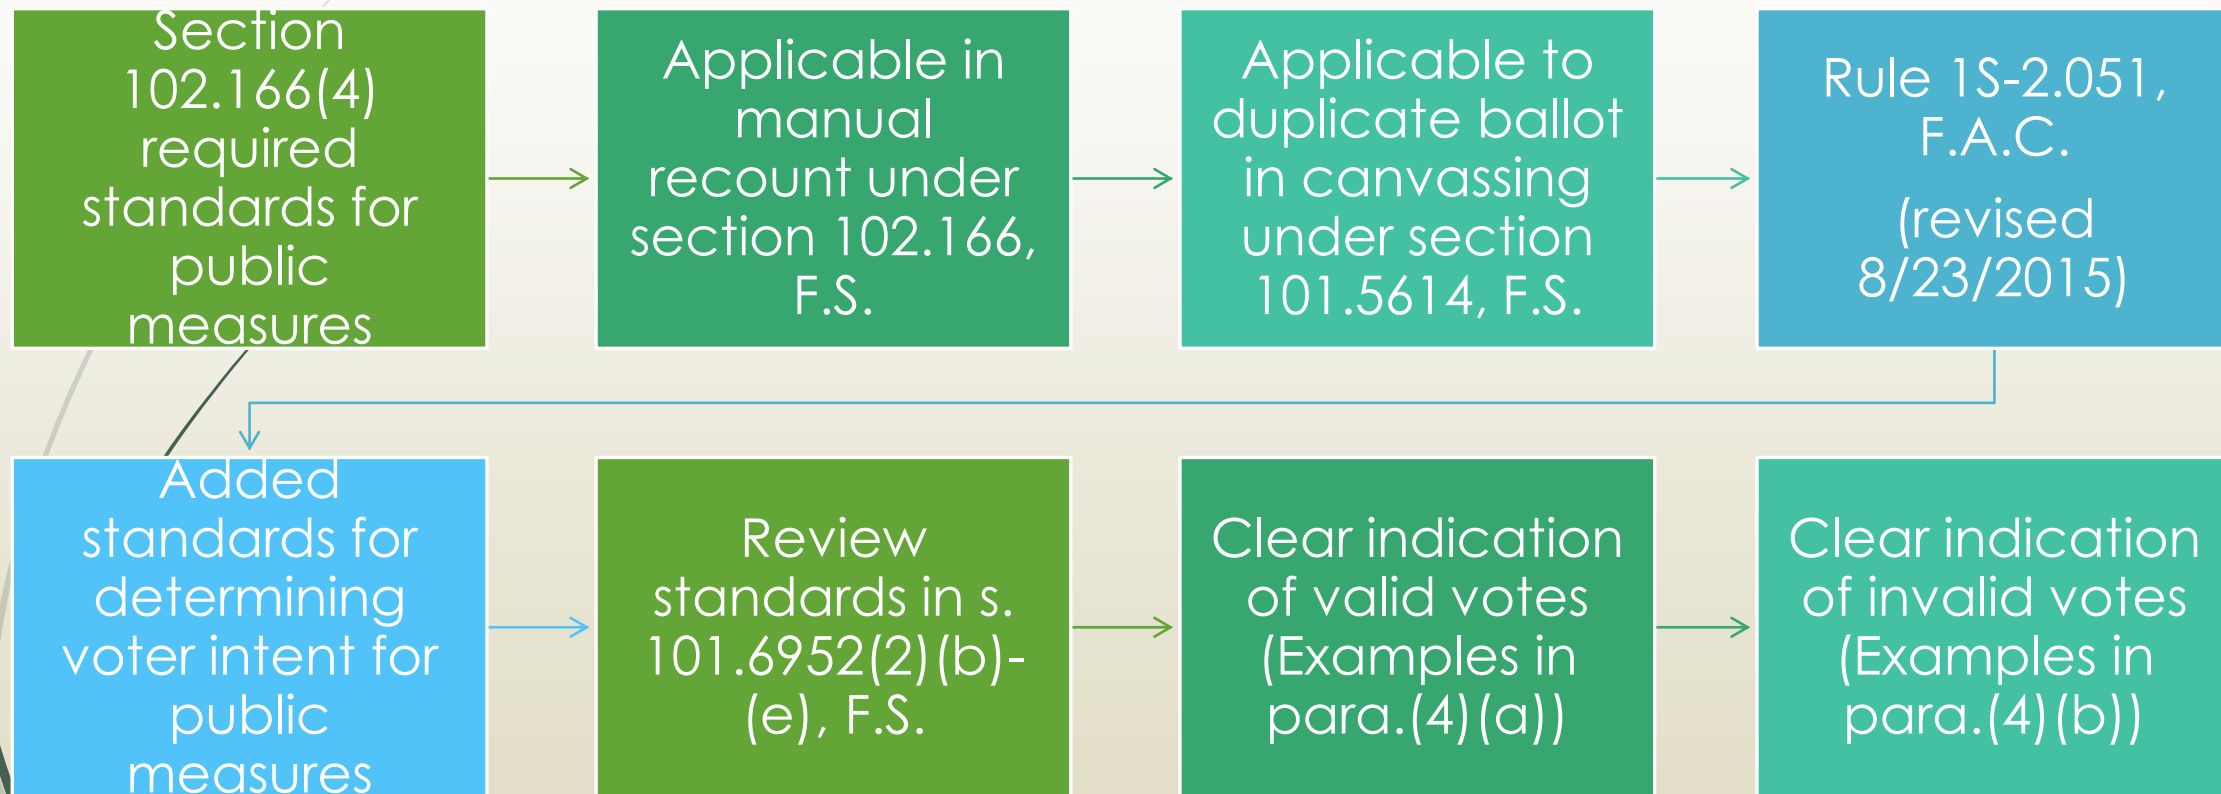 Section
102.166(4)
required
standards for
public
measures
Applicable in
manual
recount under
section 102.166,
F.S.
Applicable to
duplicate ballot
in canvassing
under section
101.5614, F.S.
Rule 1S-2.051,
F.A.C.
(revised
8/23/2015)
Added
standards for
determining
voter intent for
public
measures
Review
standards in s.
101.6952(2)(b)-
(e), F.S.
Clear indication
of valid votes
(Examples in
para.(4)(a))
Clear indication
of invalid votes
(Examples in
para.(4)(b))